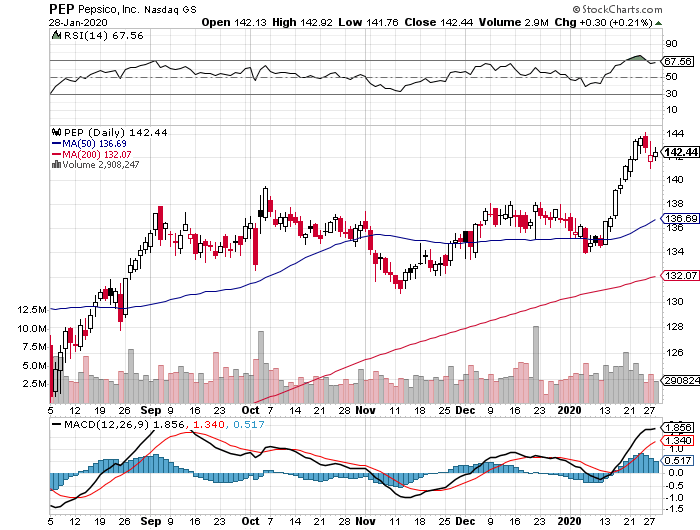 PEP Pepsico, Inc. Nasdaq GS © StockCharts.com
28-Jan-2020 Open 142.13 High 142.92 Low 141.76 Close 142.44 Volume 2.9M Chg +0.30 (+0.21%)
RSI(14) 67.56
90
70
67.56
50
30
10
PEP (Daily) 142.44
MA(50) 136.69
MA(200) 132.07
Volume 2,908,247
144
142.44
142
140
138
136.69
136
134
132.07
130
128
126
2908247
12.5M
10.0M
7.5M
5.0M
2.5M
5 12 19 26 Sep 9 16 23 Oct 7 14 21 28 Nov 11 18 25 Dec 9 16 23 2020 13 21 27
MACD(12,26,9) 1.856, 1.340, 0.517
1.856
1.340
1.0
0.517
0.0
-0.5
-1.0
-1.5
5 12 19 26 Sep 9 16 23 Oct 7 14 21 28 Nov 11 18 25 Dec 9 16 23 2020 13 21 27